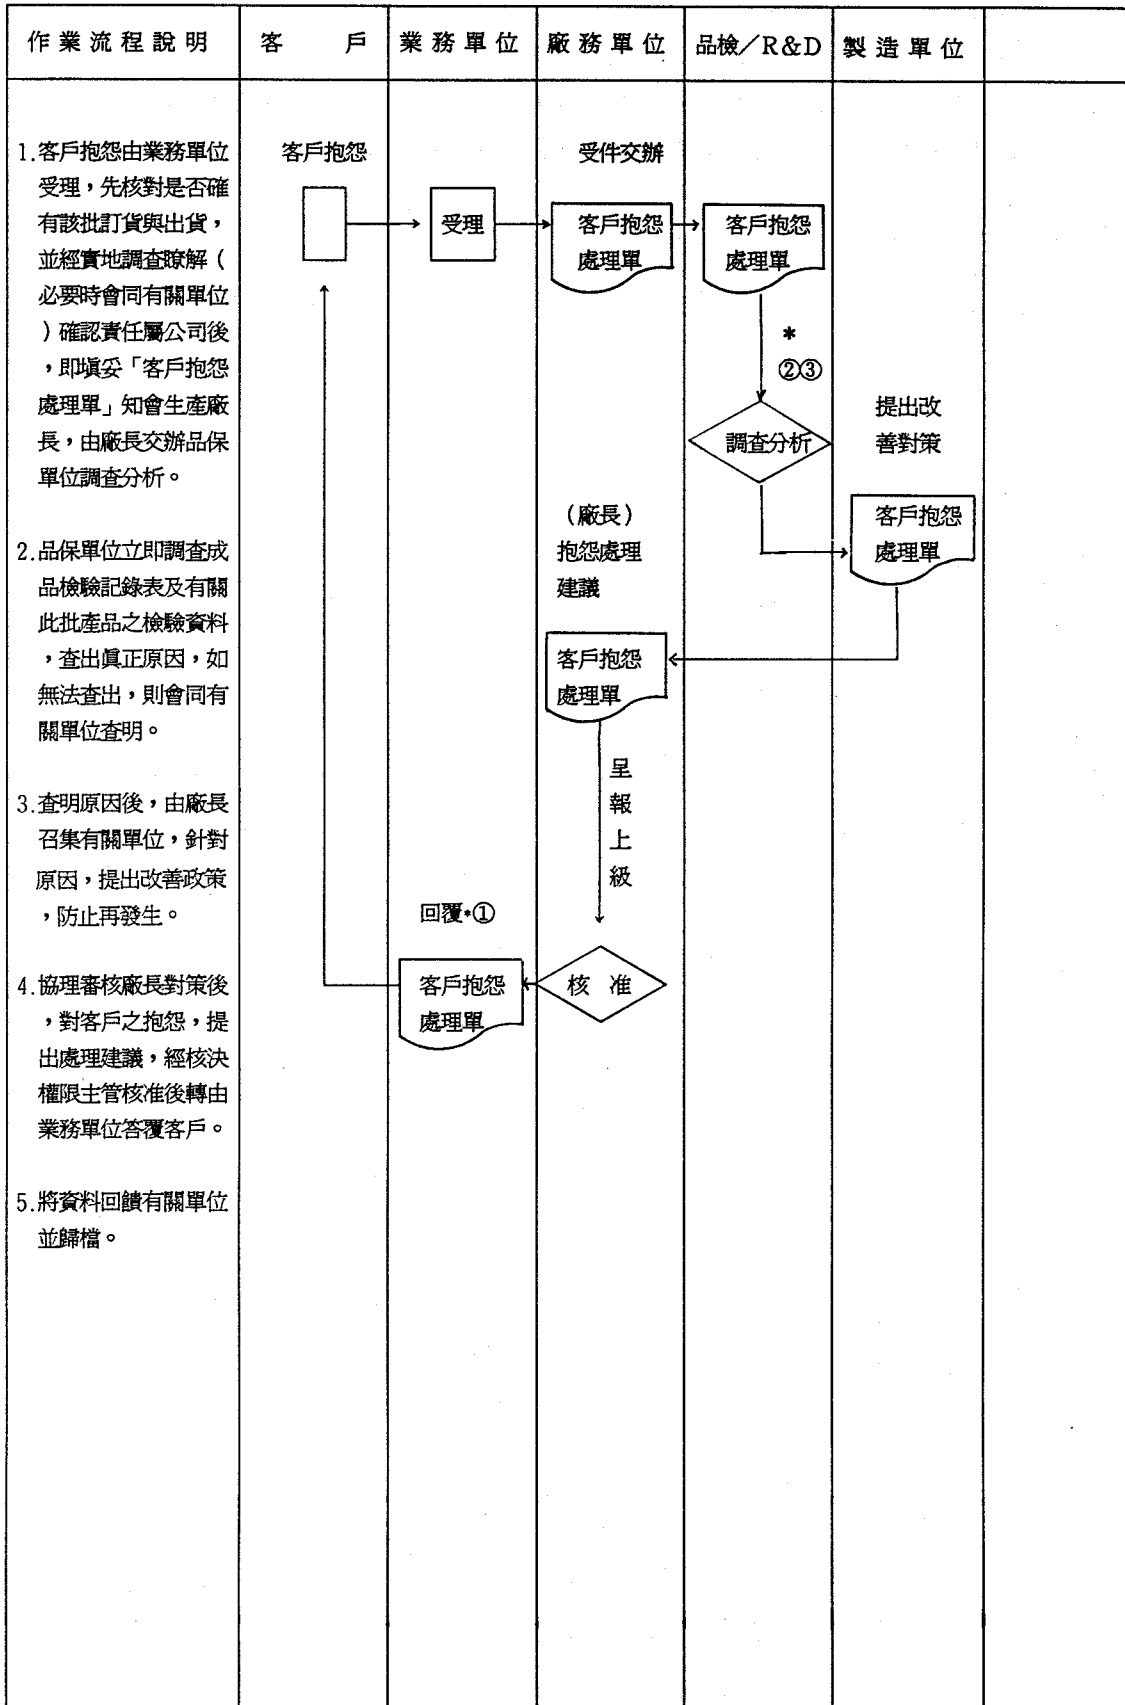 作業流程說明
客戶
業務單位
廠務單位
品檢／R&D
製造單位
1.客戶抱怨由業務單位
受理，先核對是否確
有該批訂貨與出貨，
並經實地調查瞭解（
必要時會同有關單位
）確認責任屬公司後
，即塡妥「客戶抱怨
處理單」知會生產廠
長，由廠長交辦品保
單位調查分析。
2.品保單位立即調查成
品檢驗記錄表及有關
此批產品之檢驗資料
，查出眞正原因，如
無法查出，則會同有
關單位查明。
3.查明原因後，由廠長
召集有關單位，針對
原因，提出改善政策
，防止再發生。
4.協理審核廠長對策後
，對客戶之抱怨，提
出處理建議，經核決
權限主管核准後轉由
業務單位答覆客戶。
5.將資料回饋有關單位
並歸檔。
客戶抱怨
受理
受件交辦
客戶抱怨
處理單
客戶抱怨
處理單
*
②③
調查分析
提出改
善對策
客戶抱怨
處理單
（廠長）
抱怨處理
建議
客戶抱怨
處理單
呈報上級
核准
回覆*①
客戶抱怨
處理單